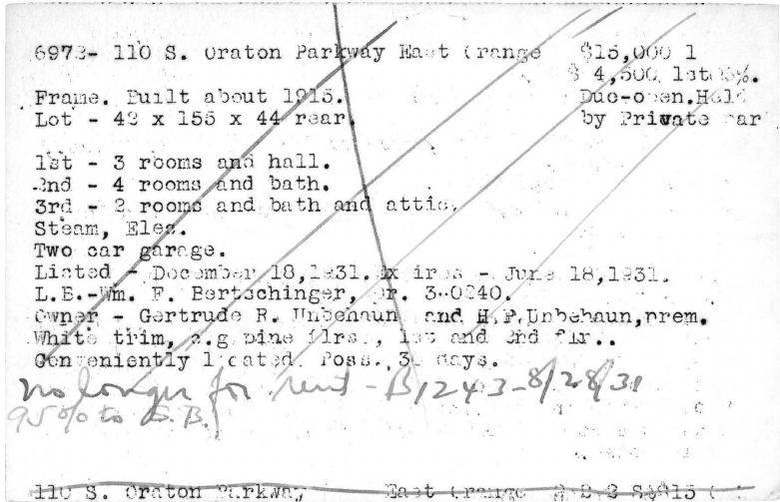 6973- 110 S. Oraton Parkway East Orange $15,000 1
$ 4,500 1st 6%.
Frame. Built about 1915. Due-open. Held
Lot - 42 x 155 x 44 rear. by Private
1st - 3 rooms and hall.
2nd - 4 rooms and bath.
3rd - 2 rooms and bath and attic.
Steam, Elec.
Two car garage.
Listed - December 18,1931. Expires - June 18,1931.
L.B.-Wm. F. Bertschinger, Or. 3-0240.
Owner - Gertrude R. Unbehaun and H.P.Unbehaun,prem.
White trim, pine flrs., 1st and 2nd flr..
Conveniently located. Poss., 30 days.
no longer for rent - B1243-8/28/31
95% to S.B.
110 S. Oraton Parkway East Orange